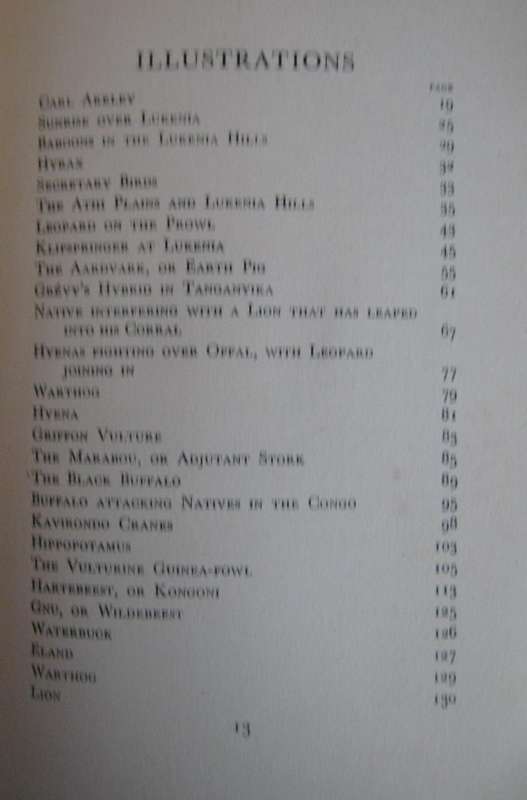 ILLUSTRATIONS
PAGE
Carl Akeley 19
Sunrise over Lukenia 25
Baboons in the Lukenia Hills 29
Hyrax 32
Secretary Birds 33
The Athi Plains and Lukenia Hills 35
Leopard on the Prowl 43
Klipspringer at Lukenia 45
The Aardvark, or Earth Pig 55
Grévy's Hybrid in Tanganyika 61
Native interfering with a Lion that has leaped
into his Corral 67
Hyenas fighting over Offal, with Leopard
joining in 77
Warthog 79
Hyena 81
Griffon Vulture 83
The Marabou, or Adjutant Stork 85
The Black Buffalo 89
Buffalo attacking Natives in the Congo 95
Kavirondo Cranes 98
Hippopotamus 103
The Vulturine Guinea-fowl 105
Hartebeest, or Kongoni 113
Gnu, or Wildebeest 125
Waterbuck 126
Eland 127
Warthog 129
Lion 130
13